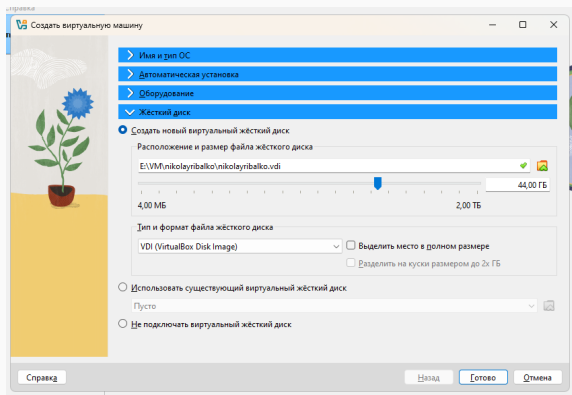 Справка
Создать виртуальную машину
Имя и тип ОС
Автоматическая установка
Оборудование
Жёсткий диск
Создать новый виртуальный жёсткий диск
Расположение и размер файла жёсткого диска
E:\VM\nikolayribalko\nikolayribalko.vdi
44,00 ГБ
4,00 МБ 2,00 ТБ
Тип и формат файла жёсткого диска
VDI (VirtualBox Disk Image) Выделить место в полном размере
Разделить на куски размером до 2х ГБ
Использовать существующий виртуальный жёсткий диск
Пусто
Не подключать виртуальный жёсткий диск
Справка Назад Готово Отмена